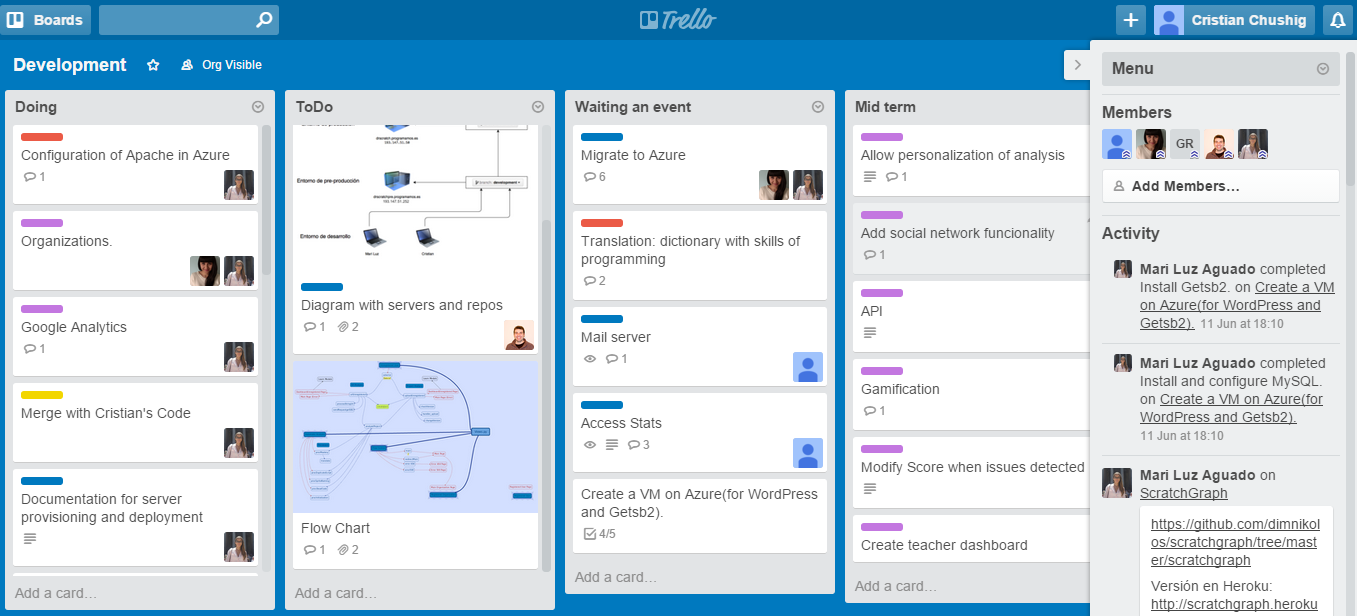 Boards
Trello
Cristian Chushig
Development
Org Visible
Doing
Configuration of Apache in Azure
1
Organizations.
Google Analytics
1
Merge with Cristian's Code
Documentation for server
provisioning and deployment
Add a card…
ToDo
Entorno de pre-producción
development
Entorno de desarrollo
Mari Luz
Cristian
Diagram with servers and repos
1 2
Flow Chart
1 2
Add a card…
Waiting an event
Migrate to Azure
6
Translation: dictionary with skills of
programming
2
Mail server
1
Access Stats
3
Create a VM on Azure(for WordPress
and Getsb2).
4/5
Add a card…
Mid term
Allow personalization of analysis
1
Add social network funcionality
1
API
Gamification
1
Modify Score when issues detected
Create teacher dashboard
Add a card…
Menu
Members
GR
Add Members…
Activity
Mari Luz Aguado completed
Install Getsb2. on Create a VM
on Azure(for WordPress and
Getsb2). 11 Jun at 18:10
Mari Luz Aguado completed
Install and configure MySQL.
on Create a VM on Azure(for
WordPress and Getsb2).
11 Jun at 18:10
Mari Luz Aguado on
ScratchGraph
https://github.com/dimnikol
os/scratchgraph/tree/mast
er/scratchgraph
Versión en Heroku:
http://scratchgraph.heroku